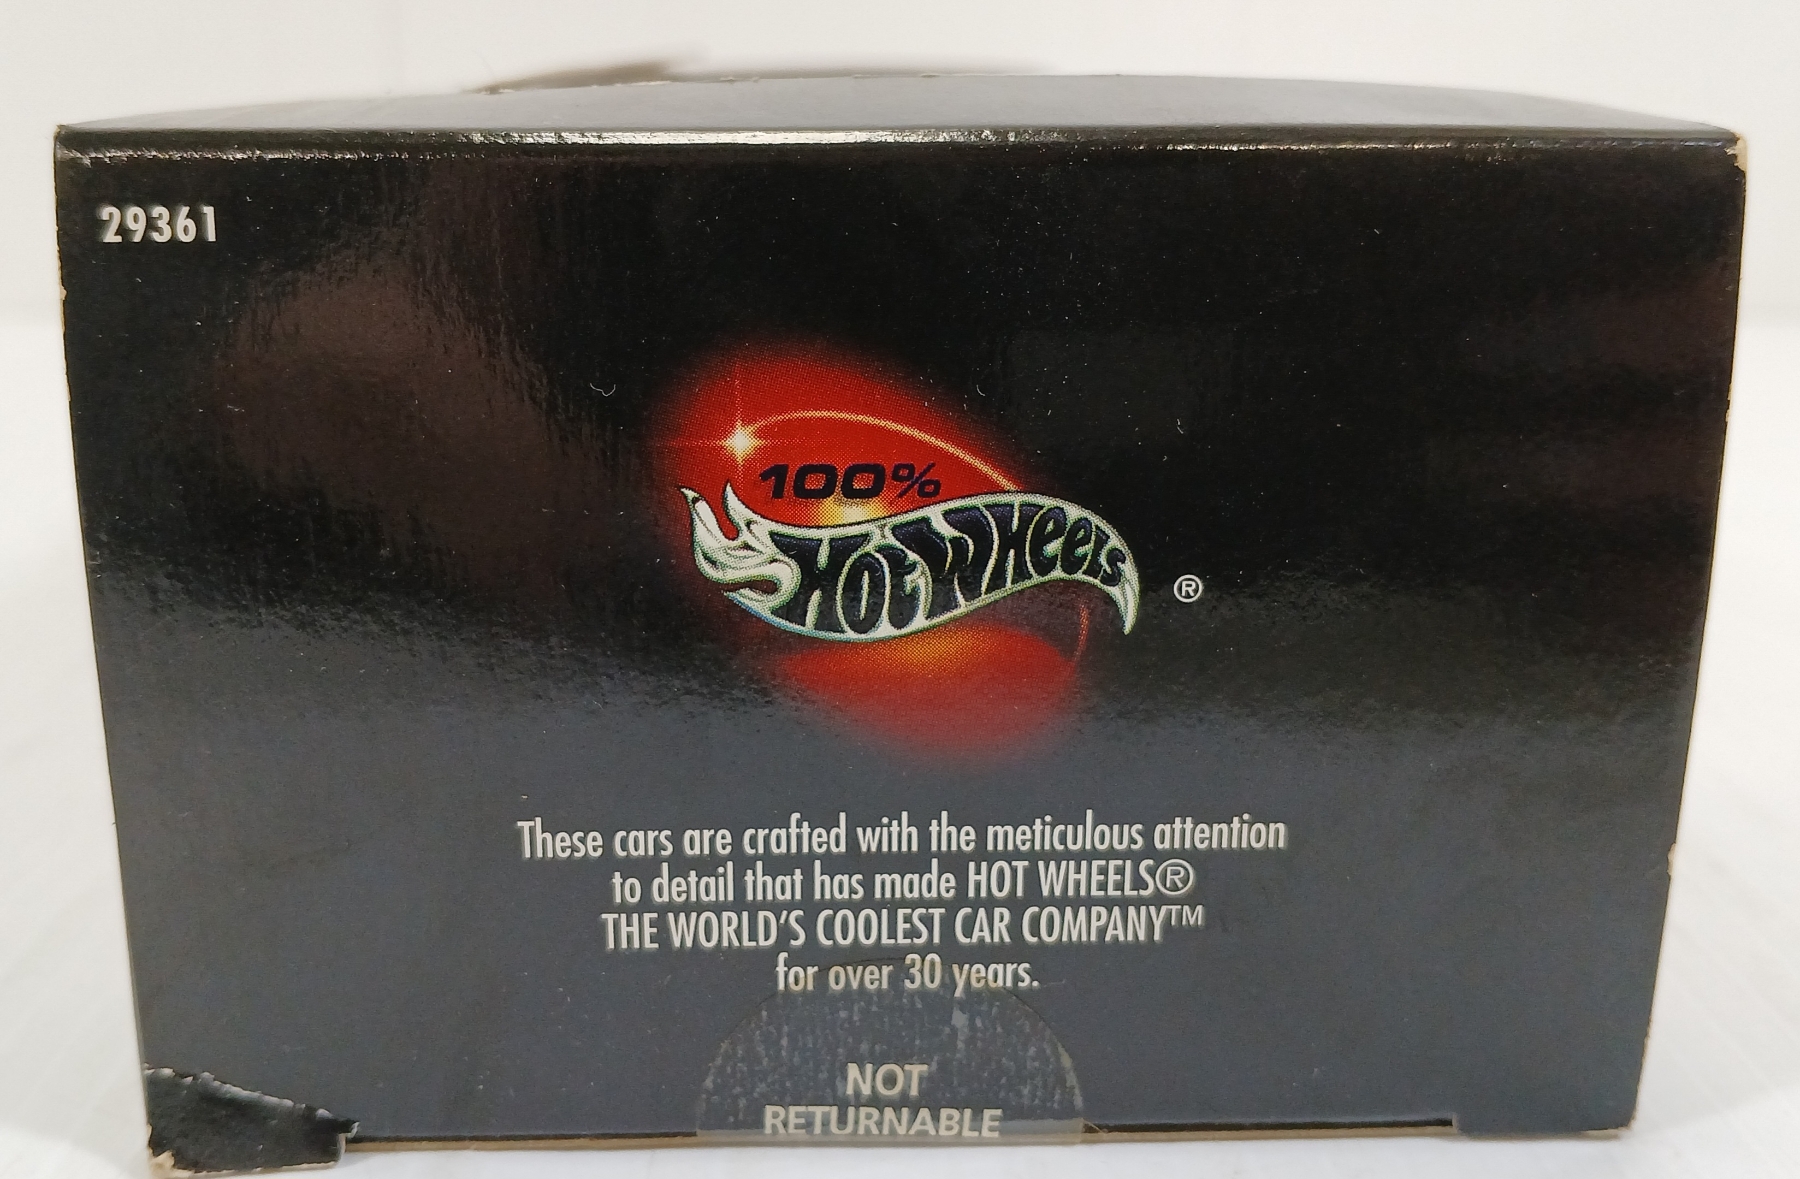 29361
100%
Hot Wheels ®
These cars are crafted with the meticulous attention
to detail that has made HOT WHEELS®
THE WORLD'S COOLEST CAR COMPANY™
for over 30 years.
NOT
RETURNABLE